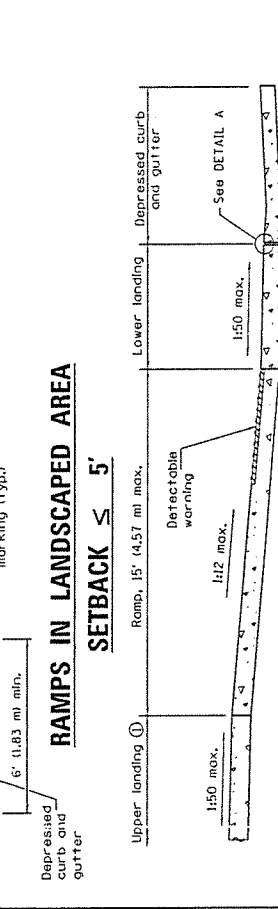 marking (Typ.)
6' (1.83 m) min.
Depressed
curb and
gutter
RAMPS IN LANDSCAPED AREA
SETBACK ≤ 5'
Upper landing ①
Ramp, 15' (4.57 m) max.
Lower landing
Depressed curb
and gutter
Detectable
warning
See DETAIL A
1:50 max.
1:12 max.
1:50 max.